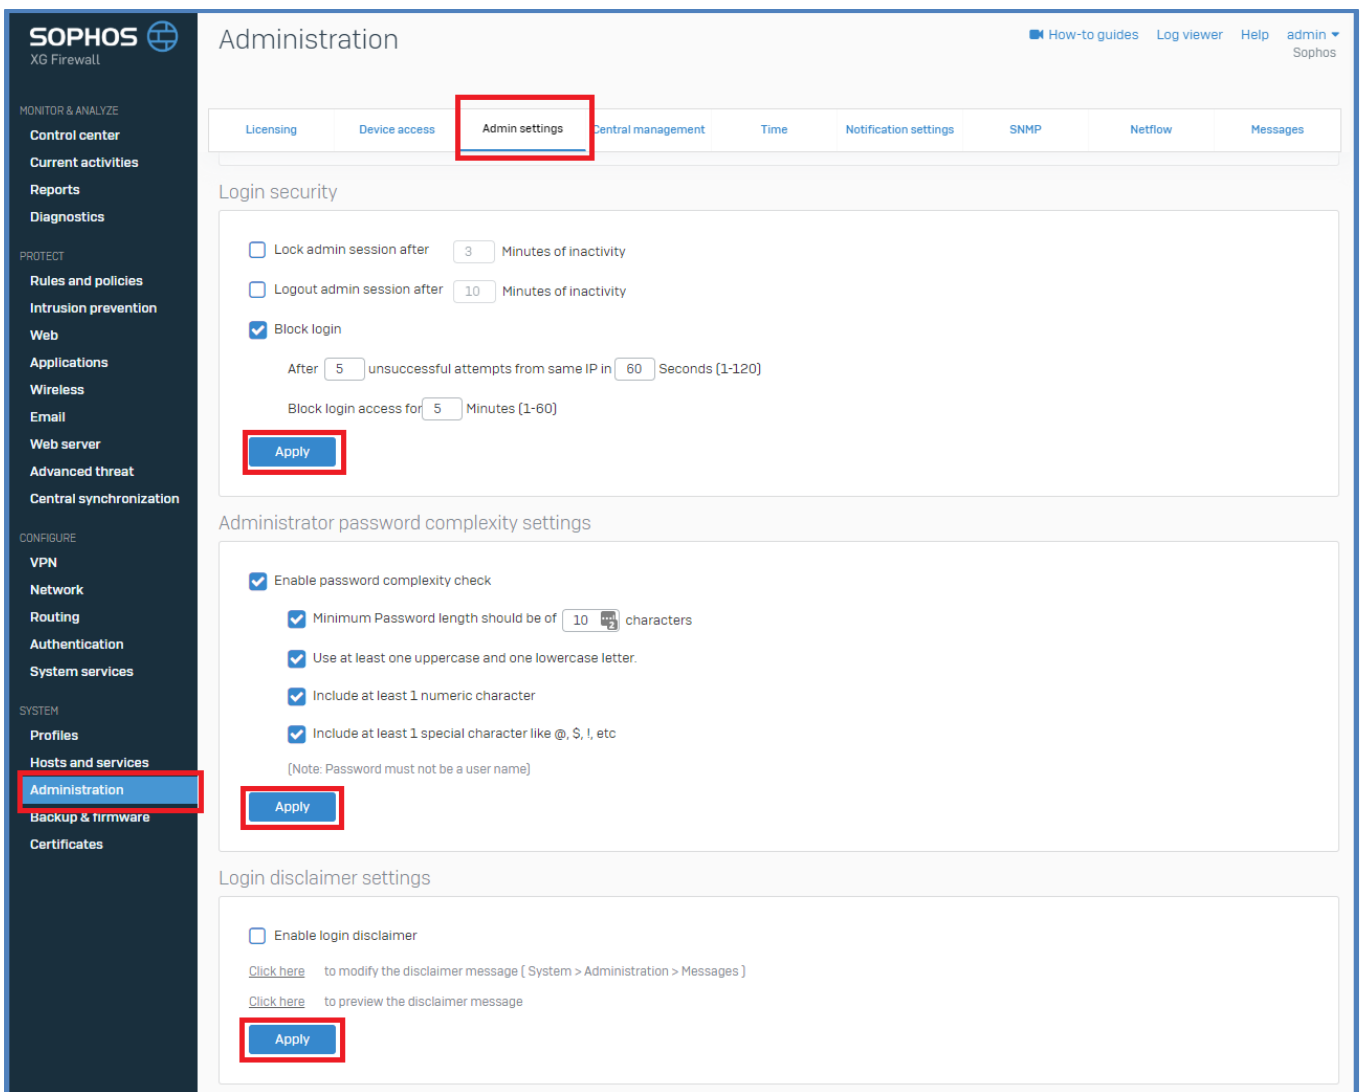 SOPHOS
XG Firewall
Administration
How-to guides Log viewer Help admin
Sophos
MONITOR & ANALYZE
Control center
Current activities
Reports
Diagnostics
PROTECT
Rules and policies
Intrusion prevention
Web
Applications
Wireless
Email
Web server
Advanced threat
Central synchronization
CONFIGURE
VPN
Network
Routing
Authentication
System services
SYSTEM
Profiles
Hosts and services
Administration
Backup & firmware
Certificates
Licensing Device access Admin settings Central management Time Notification settings SNMP Netflow Messages
Login security
Lock admin session after 3 Minutes of inactivity
Logout admin session after 10 Minutes of inactivity
Block login
After 5 unsuccessful attempts from same IP in 60 Seconds (1-120)
Block login access for 5 Minutes (1-60)
Apply
Administrator password complexity settings
Enable password complexity check
Minimum Password length should be of 10 2 characters
Use at least one uppercase and one lowercase letter.
Include at least 1 numeric character
Include at least 1 special character like @, $, !, etc
(Note: Password must not be a user name)
Apply
Login disclaimer settings
Enable login disclaimer
Click here to modify the disclaimer message ( System > Administration > Messages )
Click here to preview the disclaimer message
Apply